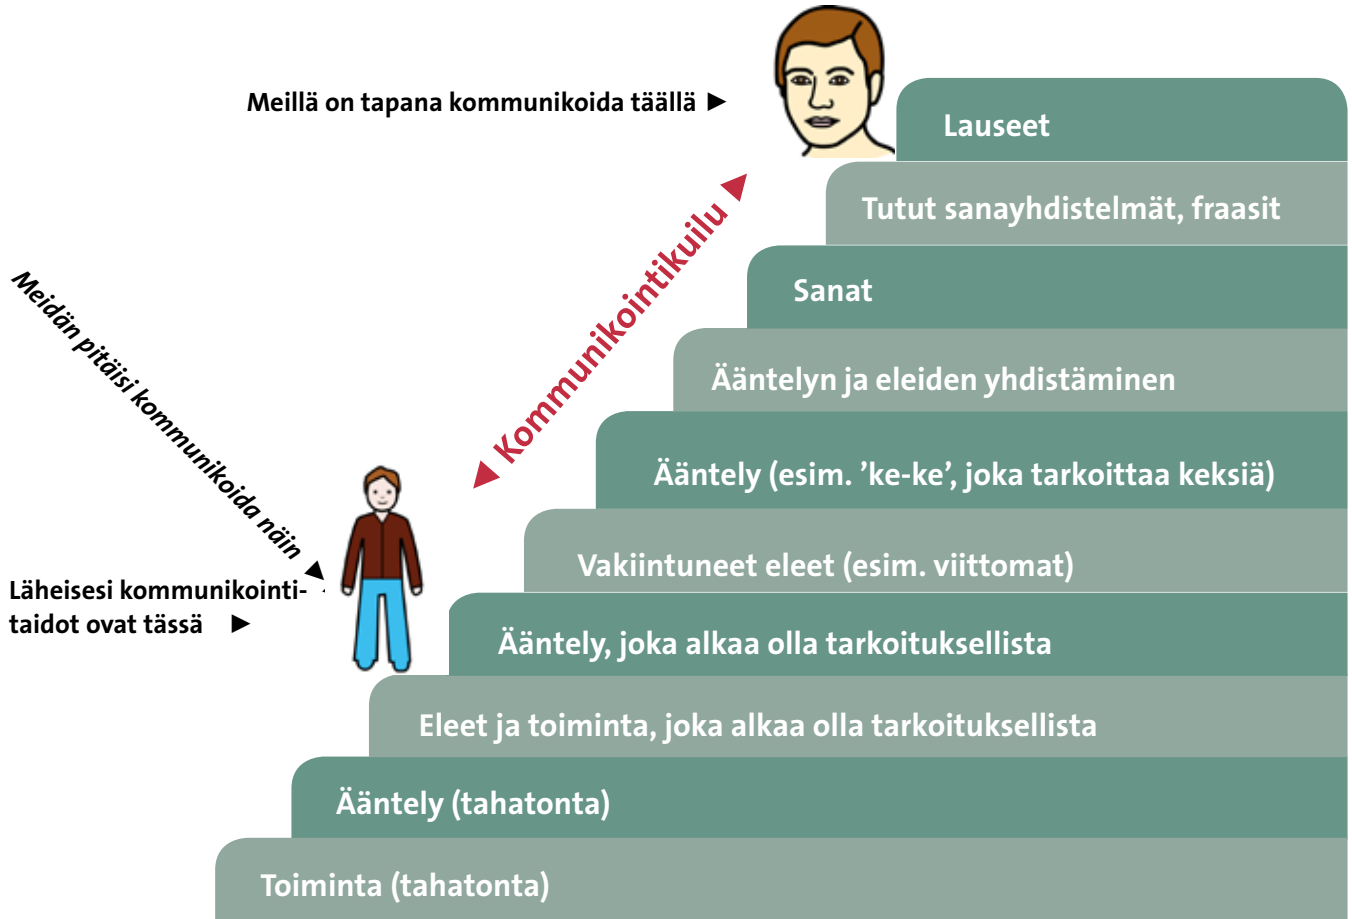 Meillä on tapana kommunikoida täällä ►
Lauseet
Tutut sanayhdistelmät, fraasit
Kommunikointikuilu
Sanat
Meidän pitäisi kommunikoida näin
Ääntelyn ja eleiden yhdistäminen
Ääntely (esim. ’ke-ke’, joka tarkoittaa keksiä)
Vakiintuneet eleet (esim. viittomat)
Läheisesi kommunikointi-
taidot ovat tässä ►
Ääntely, joka alkaa olla tarkoituksellista
Eleet ja toiminta, joka alkaa olla tarkoituksellista
Ääntely (tahatonta)
Toiminta (tahatonta)